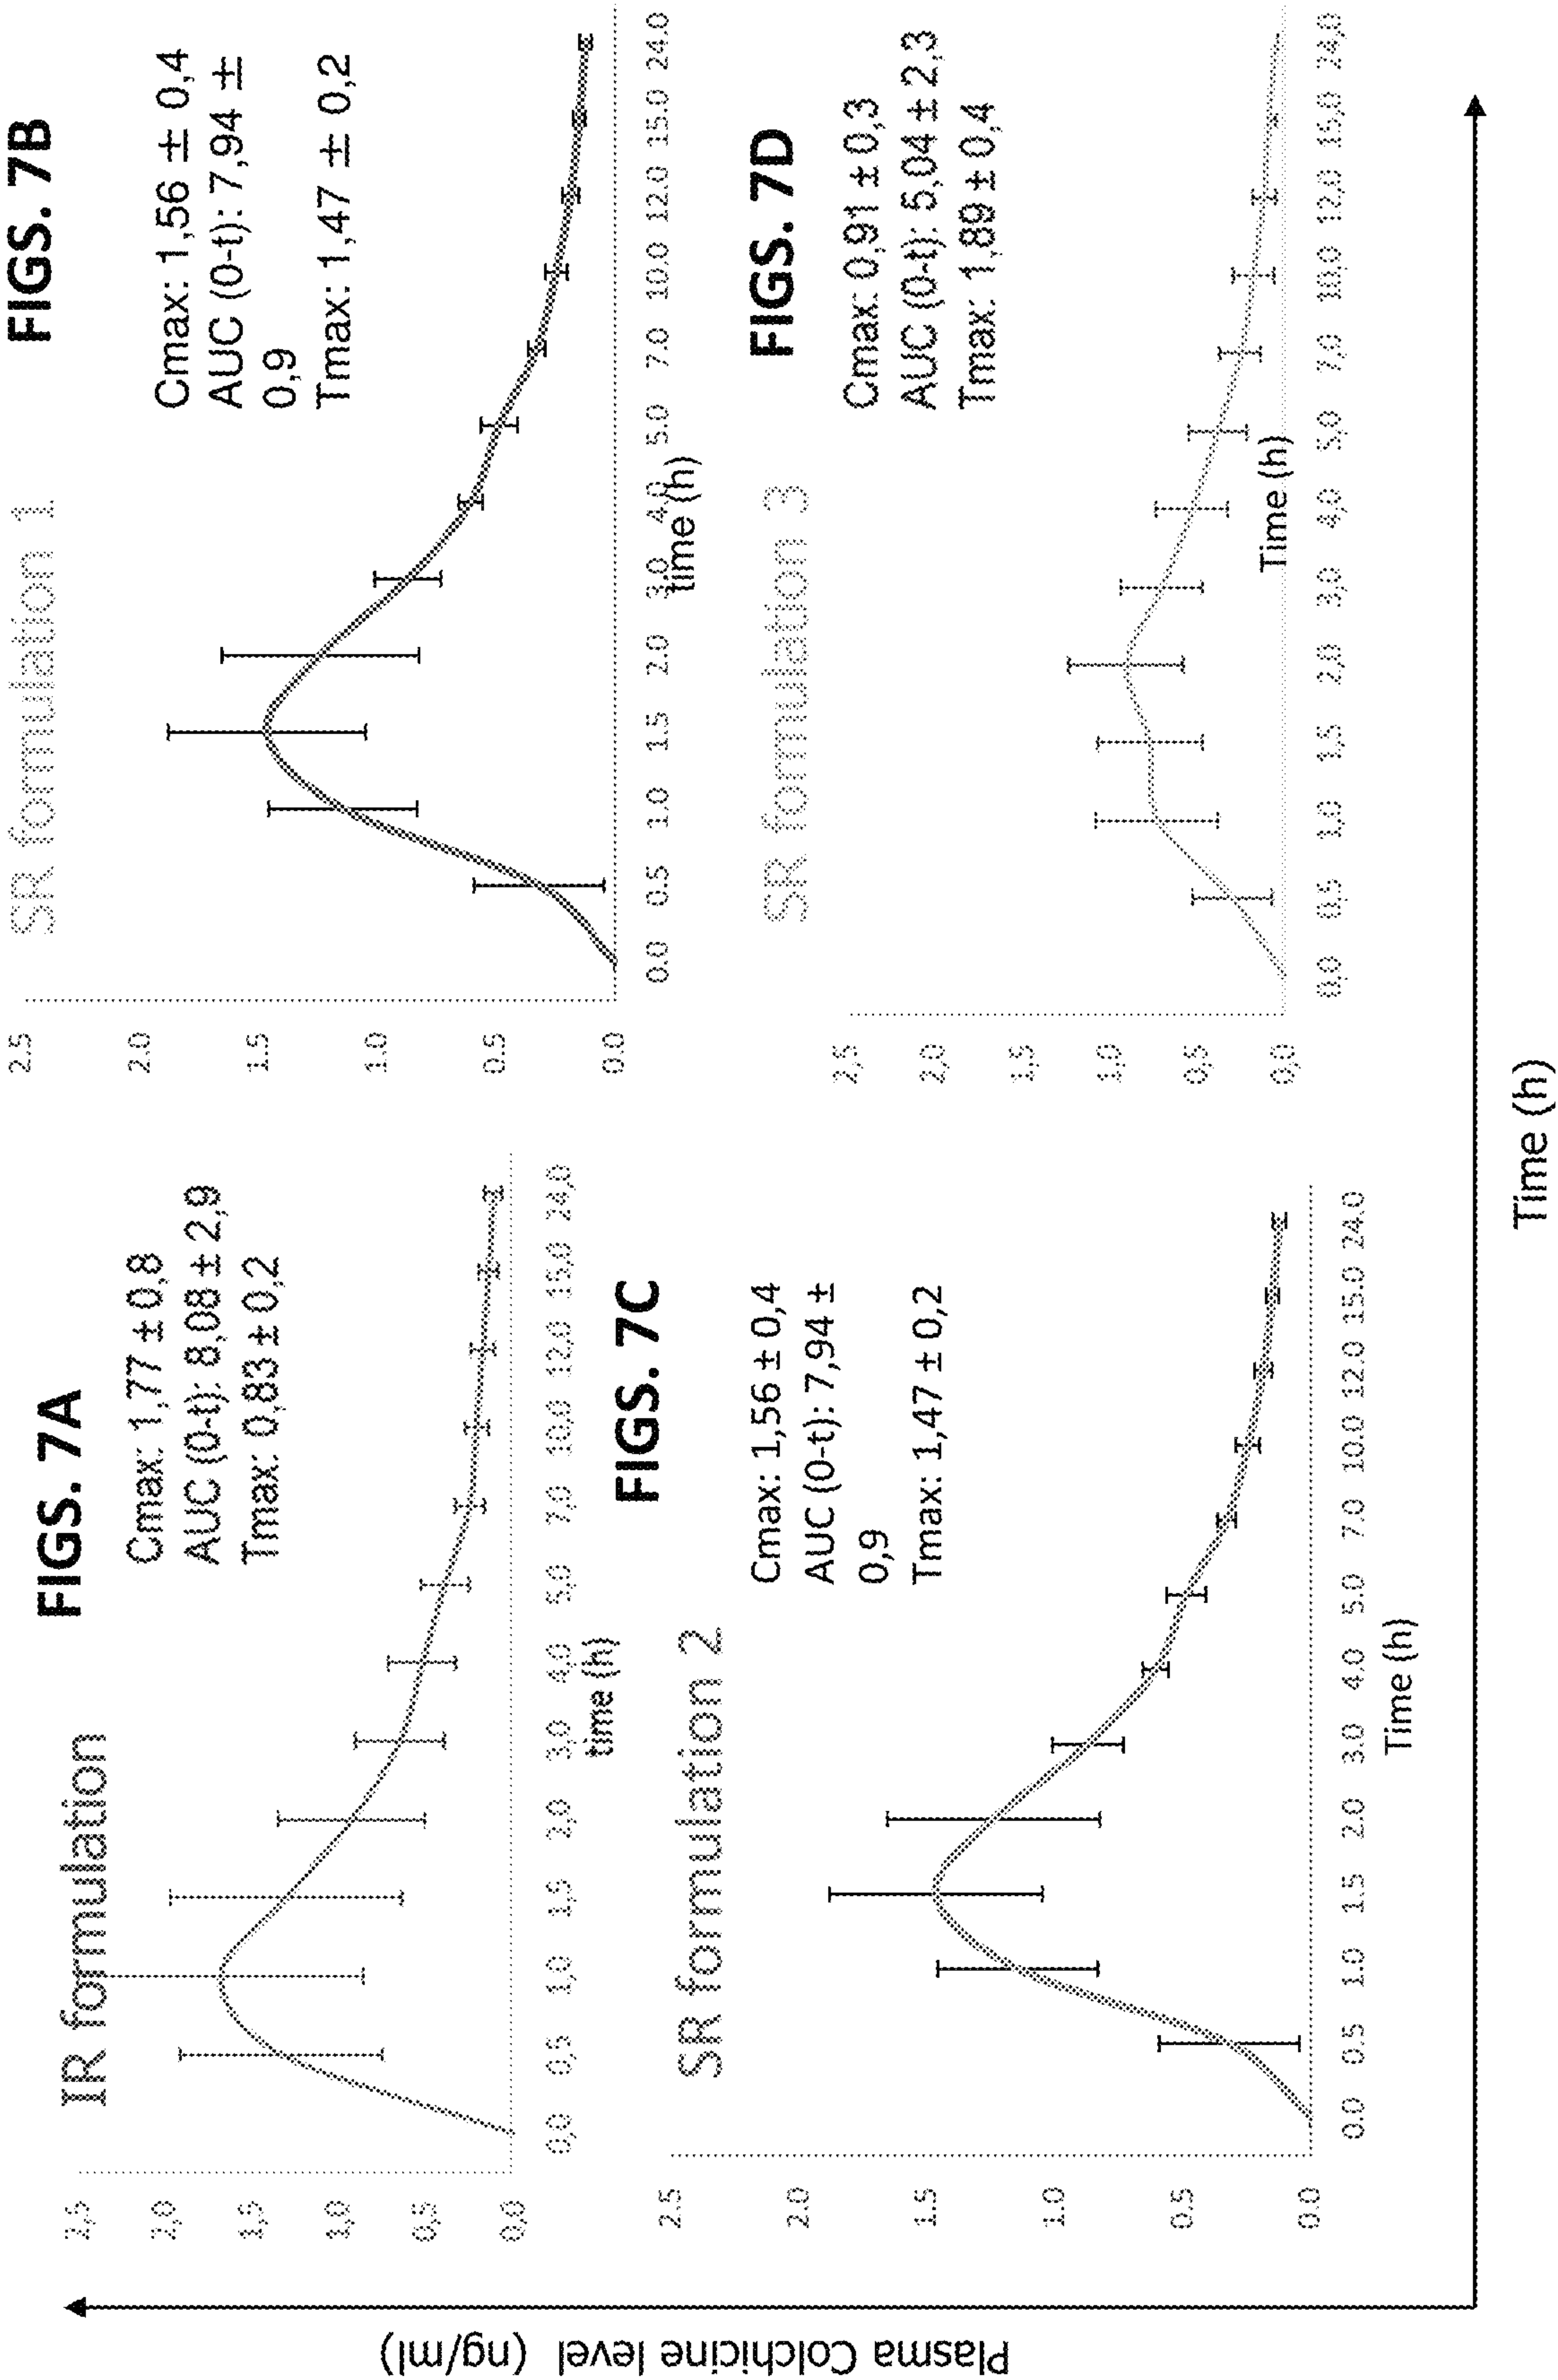 FIGS. 7A
IR formulation
Cmax: 1,77 ± 0,8
AUC (0-t): 8,08 ± 2,9
Tmax: 0,83 ± 0,2
2,5
2,0
1,5
1,0
0,5
0,0
0,0 0,5 1,0 1,5 2,0 3.0 4.0 5.0 7.0 10.0 12.0 15.0 24,0
time (h)
FIGS. 7B
SR formulation 1
Cmax: 1,56 ± 0,4
AUC (0-t): 7,94 ±
0,9
Tmax: 1,47 ± 0,2
2.5
2.0
1.5
1.0
0.5
0.0
0.0 0.5 1.0 1.5 2.0 3.0 4.0 5.0 7.0 10.0 12.0 15.0 24.0
time (h)
FIGS. 7C
SR formulation 2
Cmax: 1,56 ± 0,4
AUC (0-t): 7,94 ±
0,9
Tmax: 1,47 ± 0,2
2.5
2.0
1.5
1.0
0.5
0.0
0.0 0.5 1.0 1.5 2.0 3.0 4.0 5.0 7.0 10.0 12.0 15.0 24.0
Time (h)
FIGS. 7D
SR formulation 3
Cmax: 0,91 ± 0,3
AUC (0-t): 5,04 ± 2,3
Tmax: 1,89 ± 0,4
2,5
2,0
1,5
1,0
0,5
0,0
0,0 0,5 1,0 1,5 2,0 3,0 4,0 5,0 7,0 10,0 12,0 15,0 24,0
Time (h)
Plasma Colchicine level (ng/ml)
Time (h)